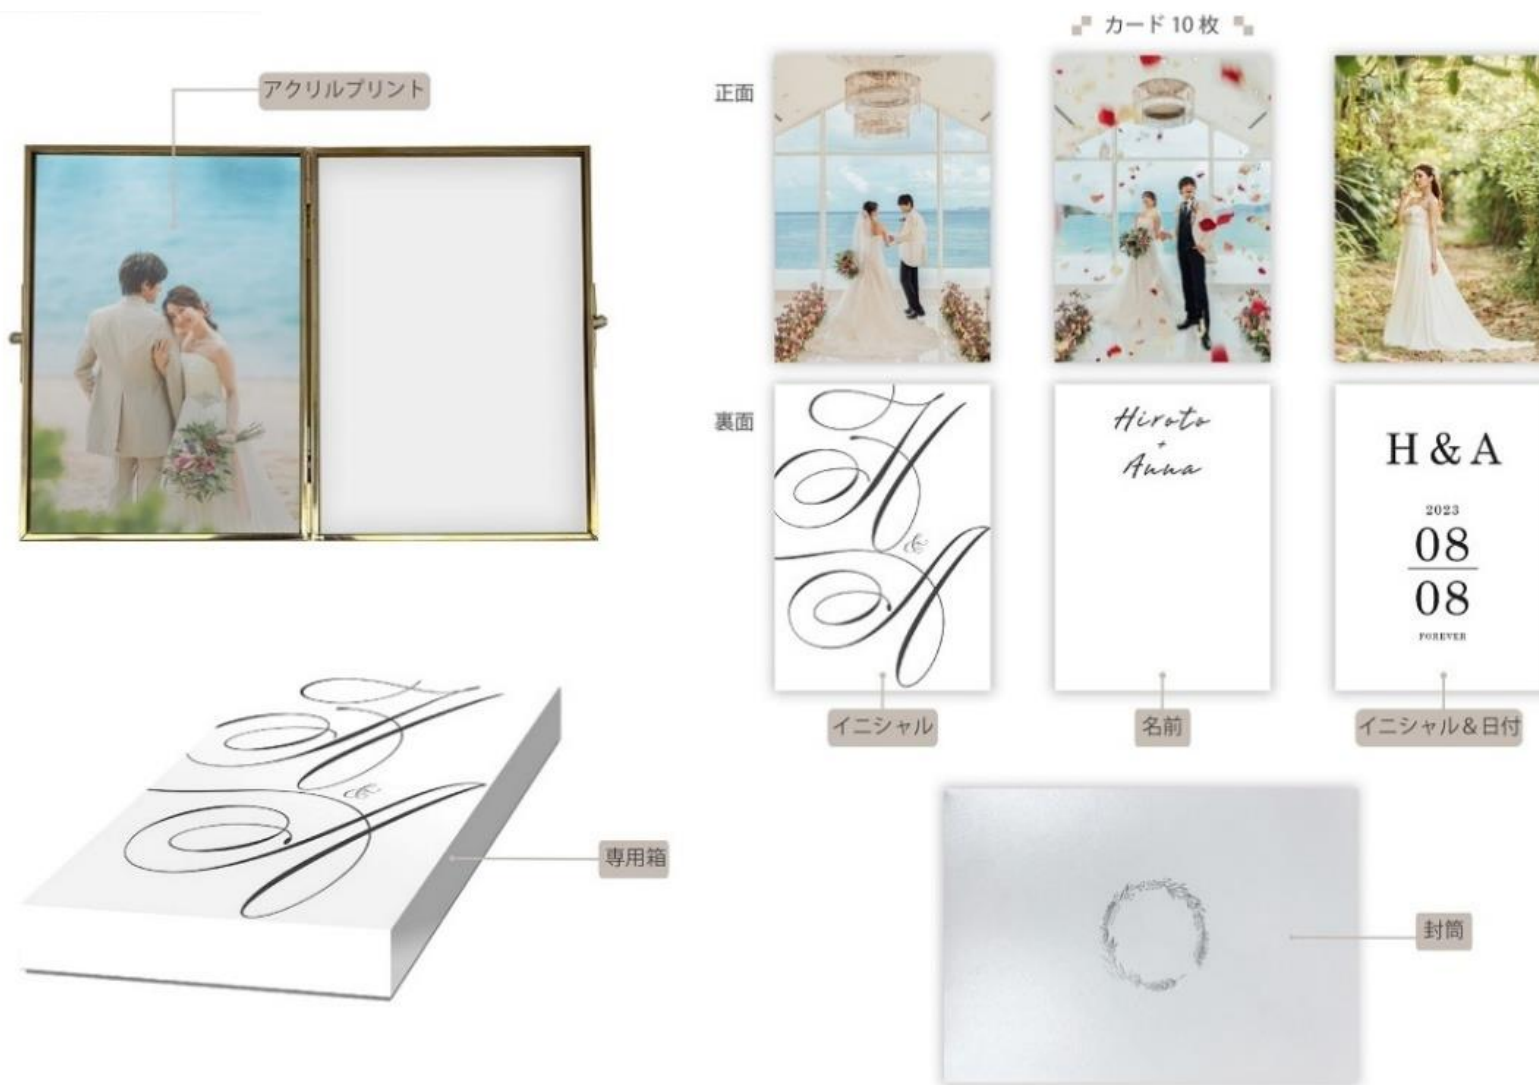 アクリルプリント
カード10枚
正面
裏面
H
&
A
Hiroto
+
Anna
H & A
2023
08
08
FOREVER
イニシャル
名前
イニシャル&日付
H
&
A
専用箱
封筒